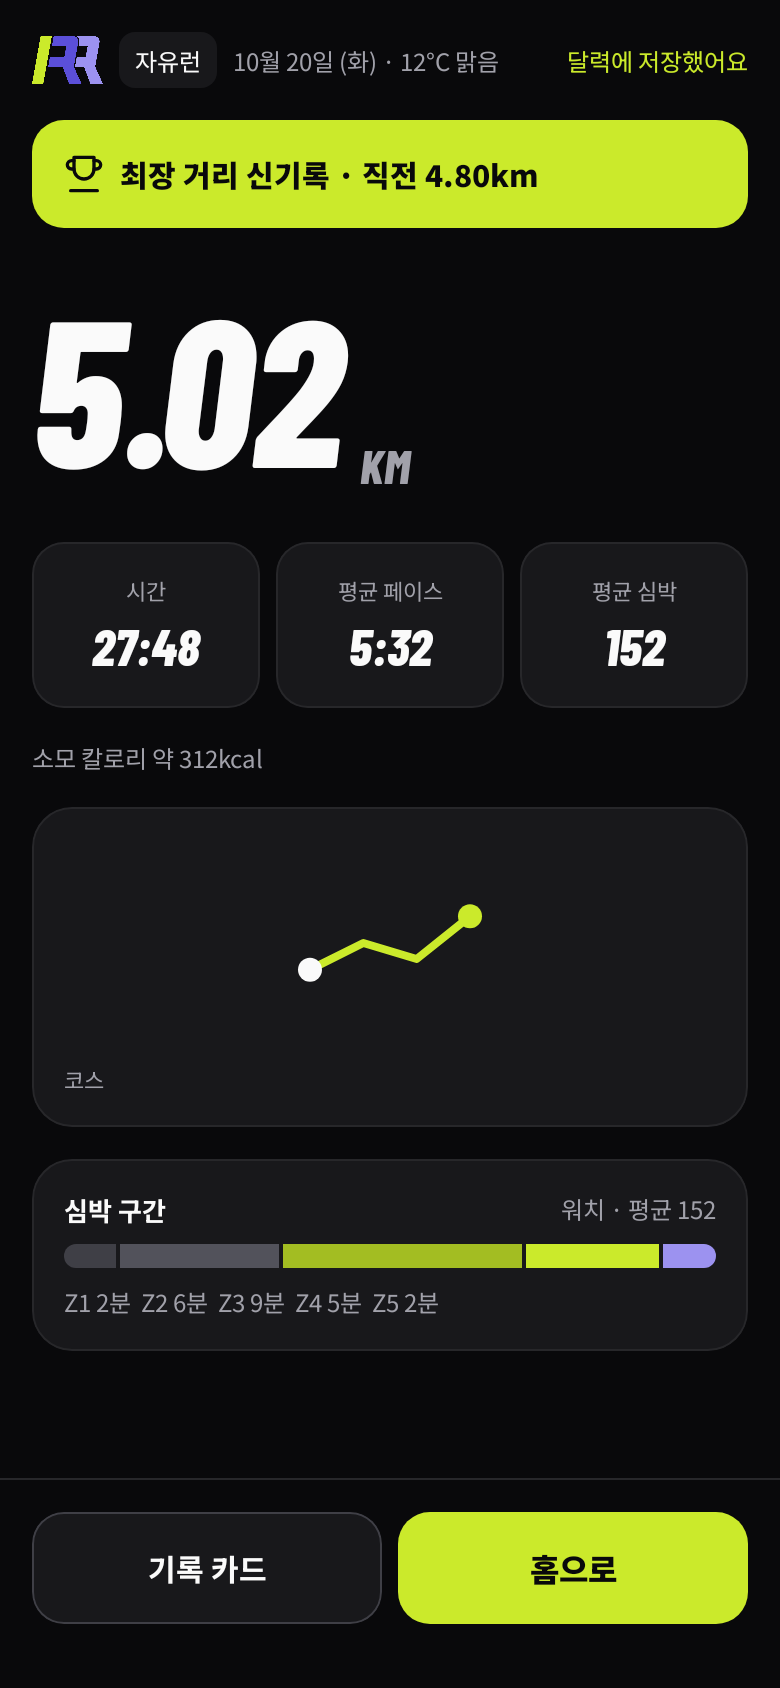 RR 자유런 10월 20일 (화) · 12°C 맑음 달력에 저장했어요
최장 거리 신기록 · 직전 4.80km
5.02 KM
시간 평균 페이스 평균 심박
27:48 5:32 152
소모 칼로리 약 312kcal
코스
심박 구간 워치 · 평균 152
Z1 2분 Z2 6분 Z3 9분 Z4 5분 Z5 2분
기록 카드 홈으로